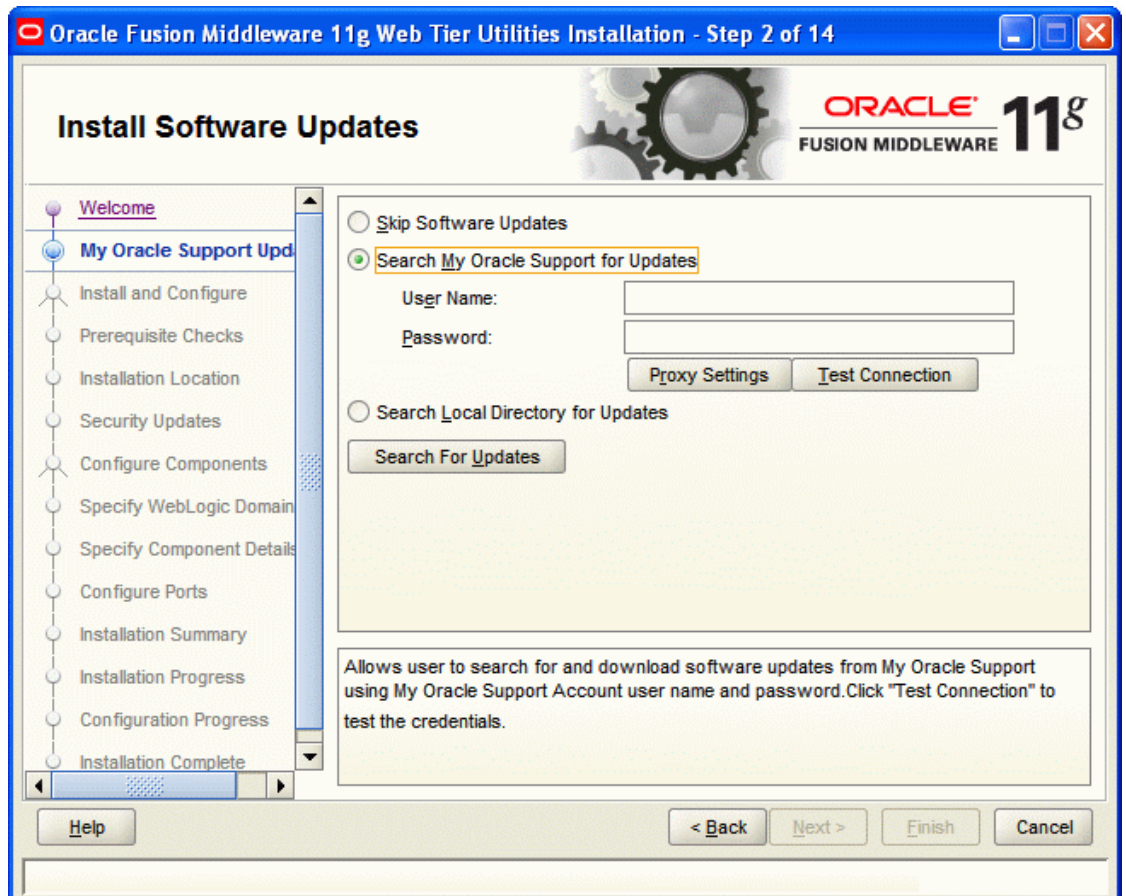 Oracle Fusion Middleware 11g Web Tier Utilities Installation - Step 2 of 14
Install Software Updates
ORACLE
FUSION MIDDLEWARE 11g
Welcome
My Oracle Support Upd
Install and Configure
Prerequisite Checks
Installation Location
Security Updates
Configure Components
Specify WebLogic Domain
Specify Component Details
Configure Ports
Installation Summary
Installation Progress
Configuration Progress
Installation Complete
Skip Software Updates
Search My Oracle Support for Updates
User Name:
Password:
Proxy Settings Test Connection
Search Local Directory for Updates
Search For Updates
Allows user to search for and download software updates from My Oracle Support
using My Oracle Support Account user name and password.Click "Test Connection" to
test the credentials.
Help < Back Next > Finish Cancel